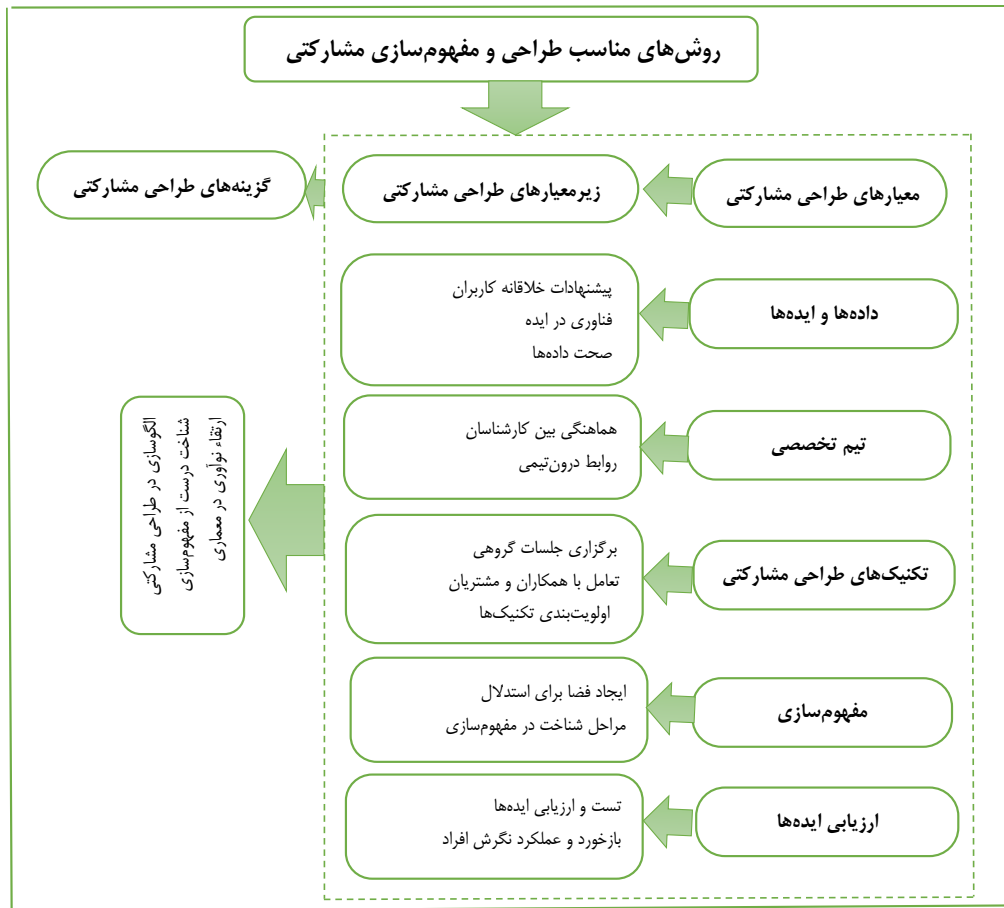 روش‌های مناسب طراحی و مفهوم‌سازی مشارکتی
معیارهای طراحی مشارکتی
زیرمعیارهای طراحی مشارکتی
گزینه‌های طراحی مشارکتی
داده‌ها و ایده‌ها
پیشنهادات خلاقانه کاربران
فناوری در ایده
صحت داده‌ها
تیم تخصصی
هماهنگی بین کارشناسان
روابط درون‌تیمی
تکنیک‌های طراحی مشارکتی
برگزاری جلسات گروهی
تعامل با همکاران و مشتریان
اولویت‌بندی تکنیک‌ها
مفهوم‌سازی
ایجاد فضا برای استدلال
مراحل شناخت در مفهوم‌سازی
ارزیابی ایده‌ها
تست و ارزیابی ایده‌ها
بازخورد و عملکرد نگرش افراد
الگوسازی در طراحی مشارکتی
شناخت درست از مفهوم‌سازی
ارتقاء نوآوری در معماری